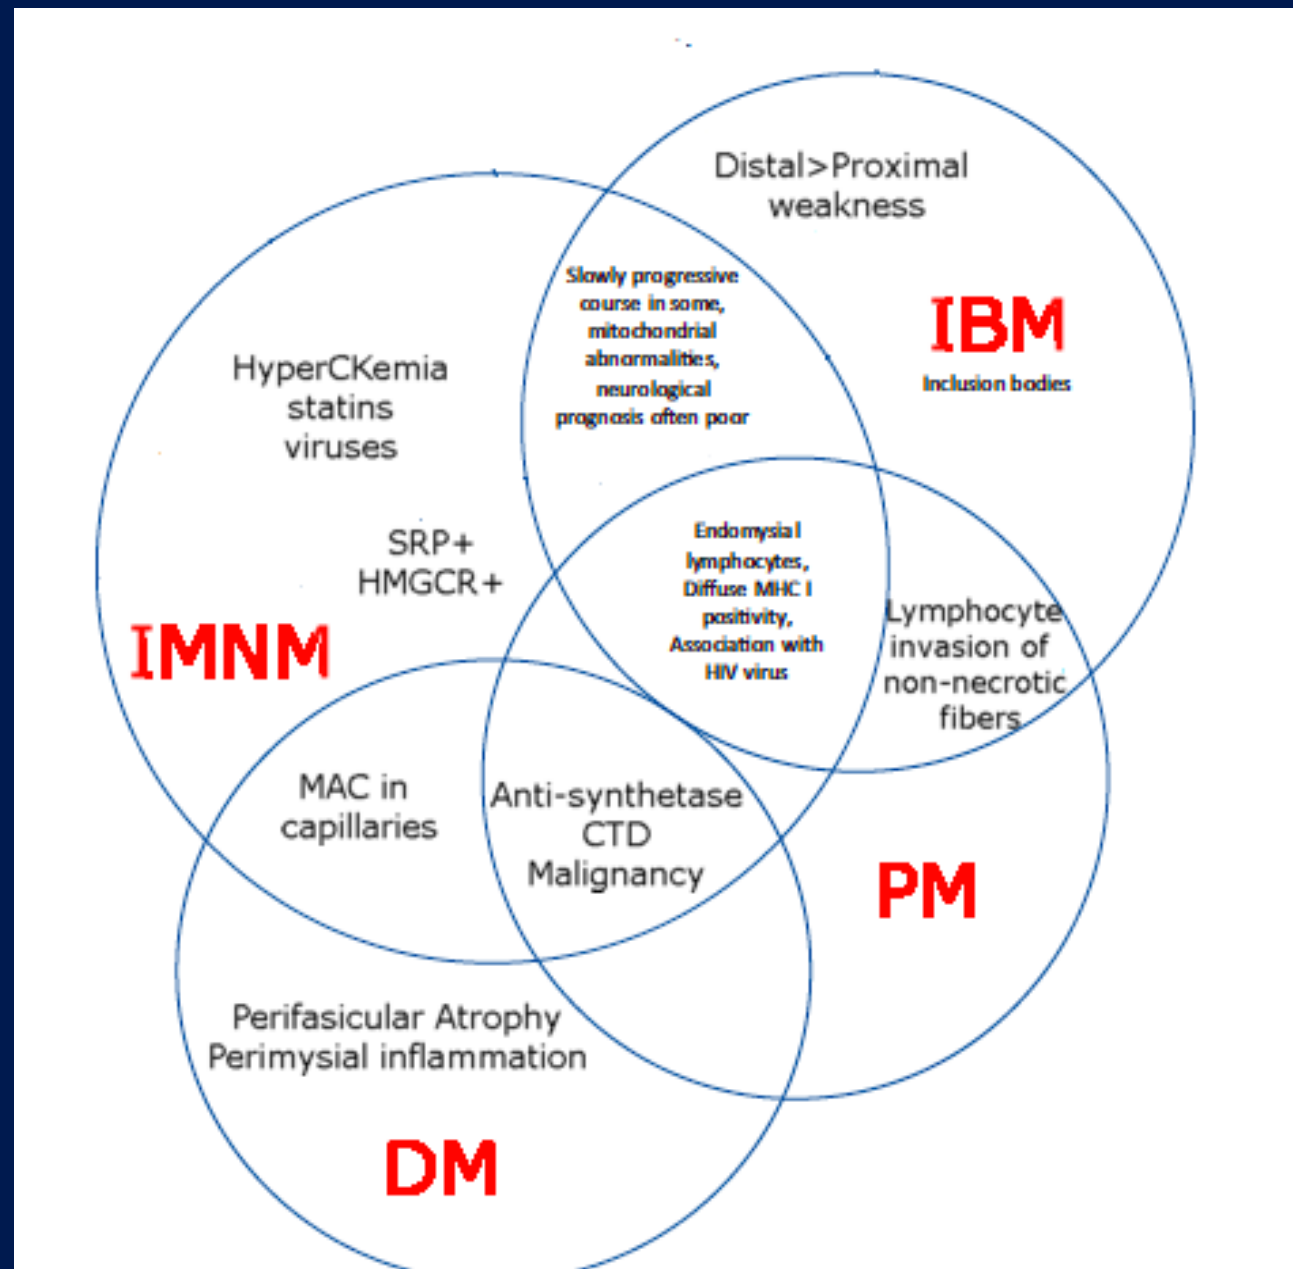 Distal>Proximal
weakness
IBM
Inclusion bodies
Slowly progressive
course in some,
mitochondrial
abnormalities,
neurological
prognosis often poor
HyperCKemia
statins
viruses
SRP+
HMGCR+
IMNM
Endomysial
lymphocytes,
Diffuse MHC I
positivity,
Association with
HIV virus
Lymphocyte
invasion of
non-necrotic
fibers
MAC in
capillaries
Anti-synthetase
CTD
Malignancy
PM
Perifasicular Atrophy
Perimysial inflammation
DM